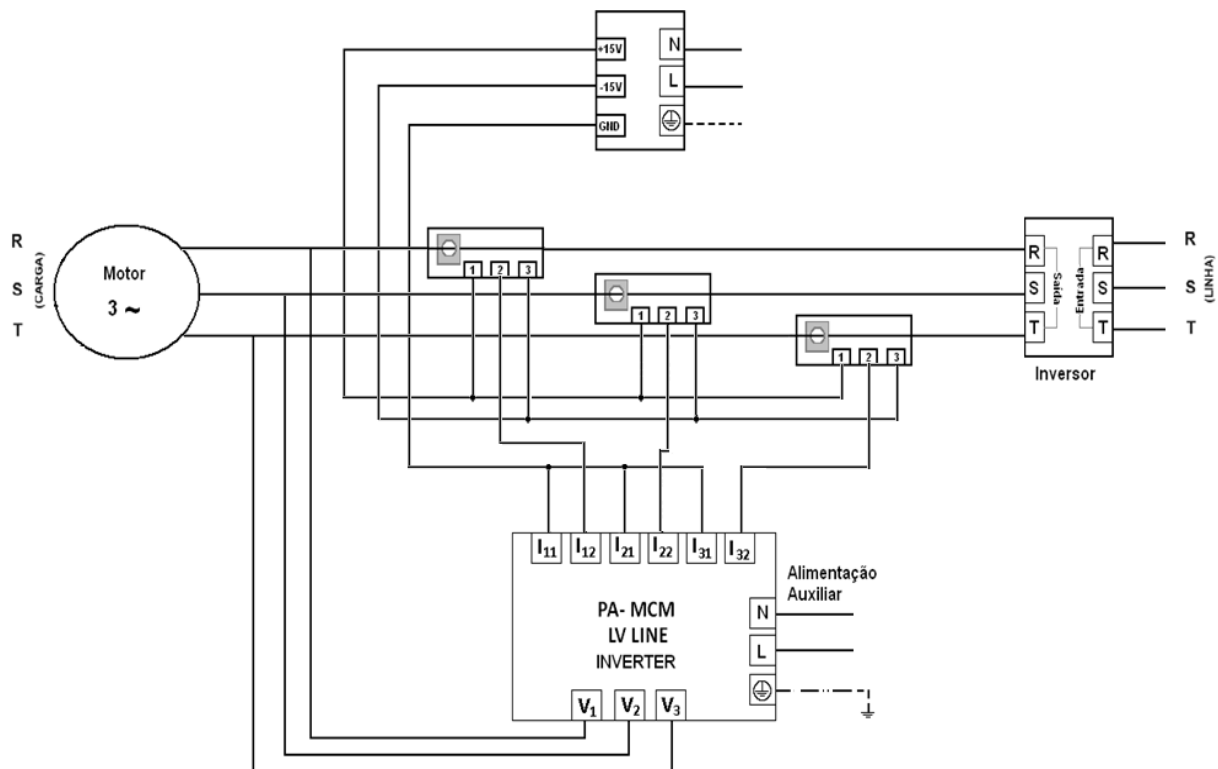 +15V
N
-15V
L
GND
R
S
T
(CARGA)
Motor
3 ~
1 2 3
1 2 3
1 2 3
R
S
T
Saída
Entrada
R
S
T
Inversor
R
S
T
(LINHA)
I11 I12 I21 I22 I31 I32
PA- MCM
LV LINE
INVERTER
Alimentação
Auxiliar
N
L
V1 V2 V3